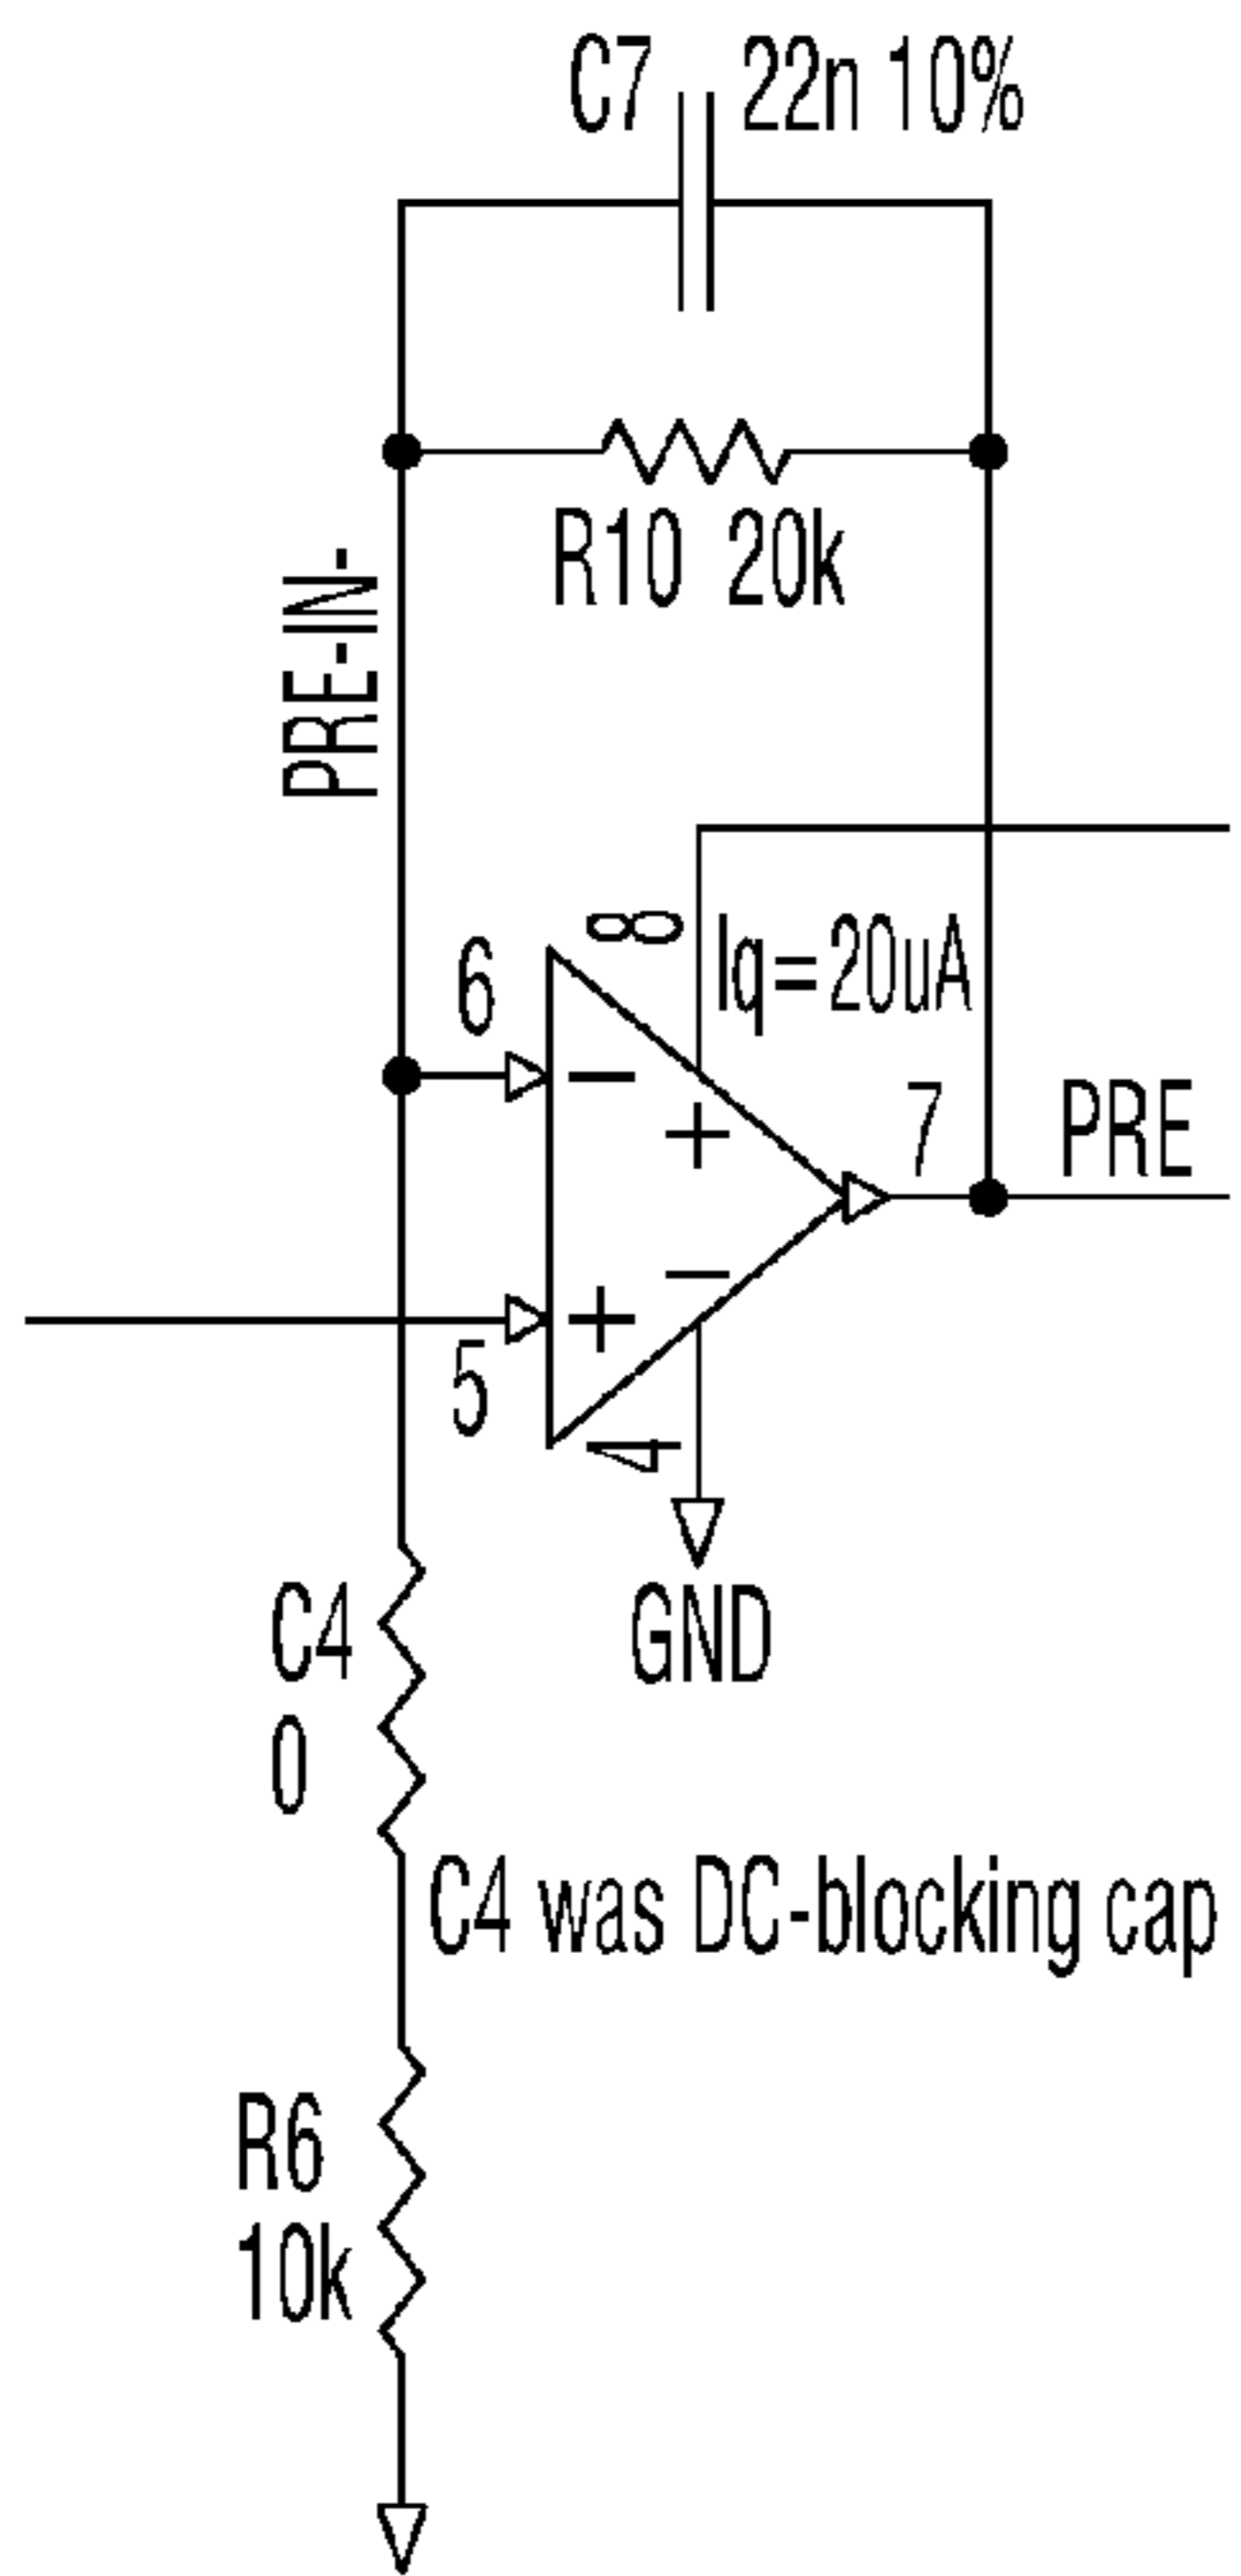 C7 22n 10%
R10 20k
PRE-IN-
8
Iq=20uA
6
7
PRE
+
-
-
+
5
4
GND
C4
0
C4 was DC-blocking cap
R6
10k